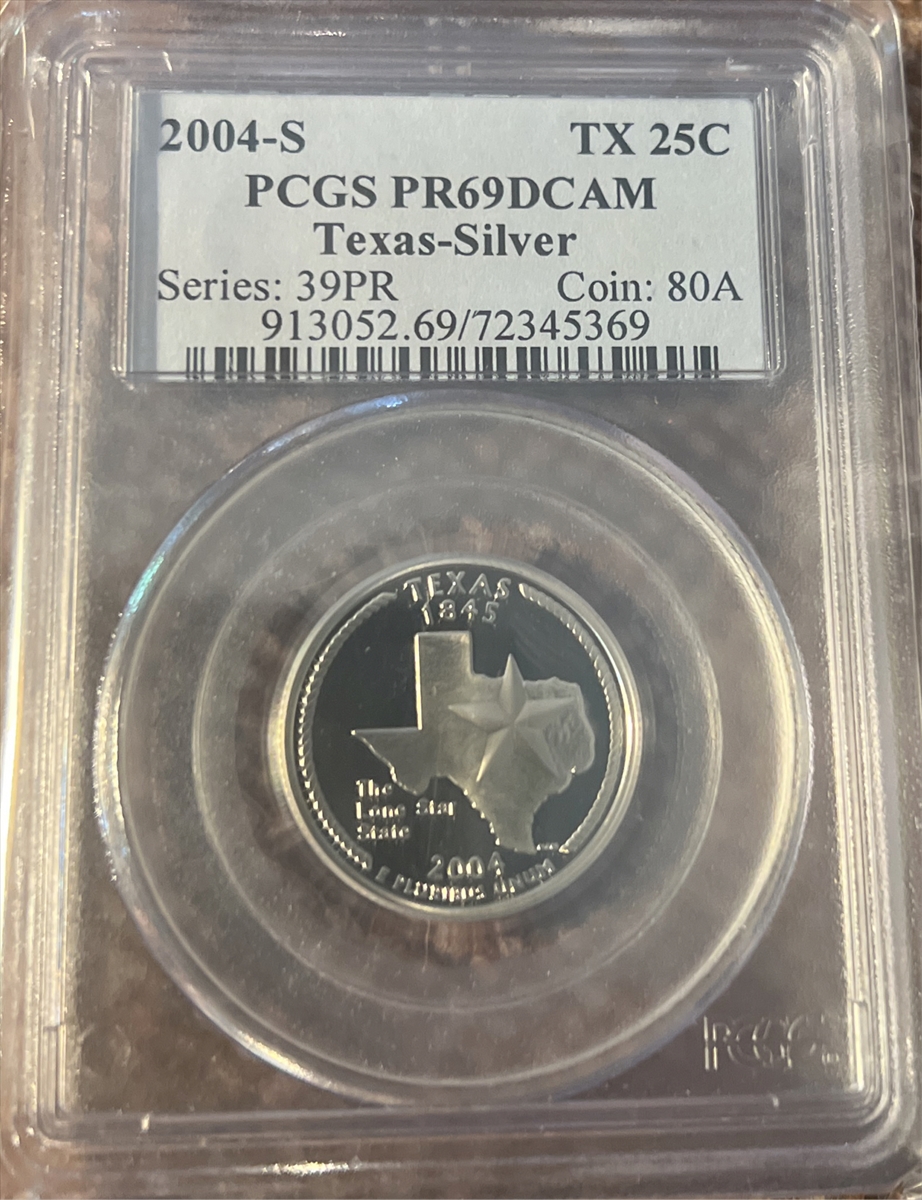 2004-S TX 25C
PCGS PR69DCAM
Texas-Silver
Series: 39PR Coin: 80A
913052.69/72345369
TEXAS
1845
The
Lone Star
State
2004
E PLURIBUS UNUM
PCGS